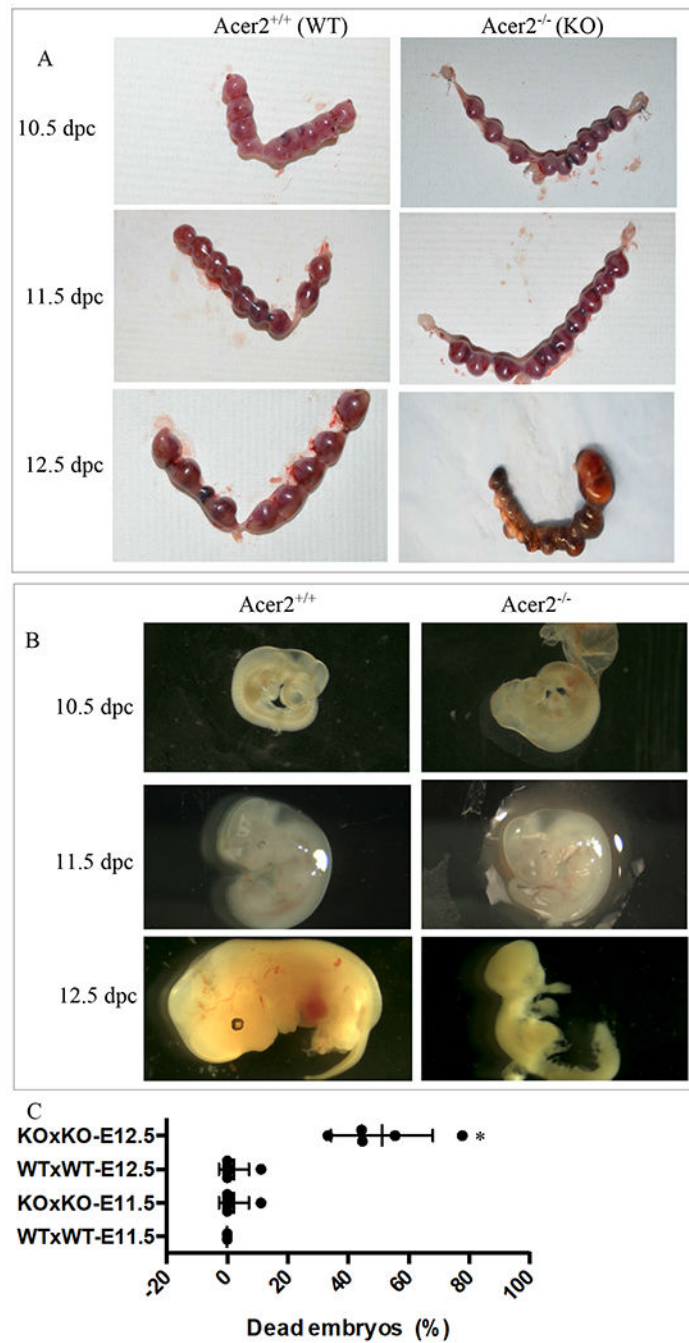 Acer2+/+ (WT) Acer2-/- (KO)
A
10.5 dpc
11.5 dpc
12.5 dpc
Acer2+/+ Acer2-/-
B
10.5 dpc
11.5 dpc
12.5 dpc
C
KOxKO-E12.5
*
WTxWT-E12.5
KOxKO-E11.5
WTxWT-E11.5
-20 0 20 40 60 80 100
Dead embryos (%)